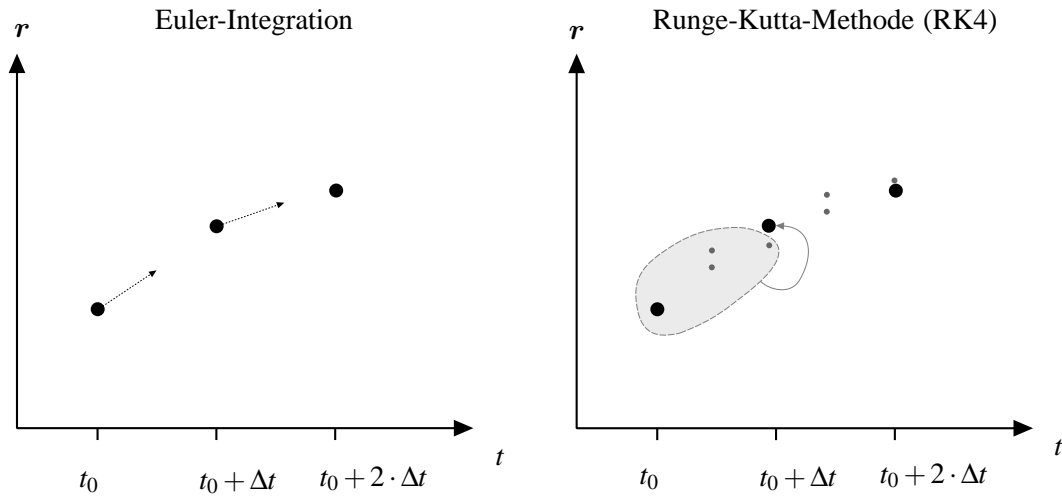 Euler-Integration
r
t
t₀
t₀ + Δt
t₀ + 2 · Δt
Runge-Kutta-Methode (RK4)
r
t
t₀
t₀ + Δt
t₀ + 2 · Δt